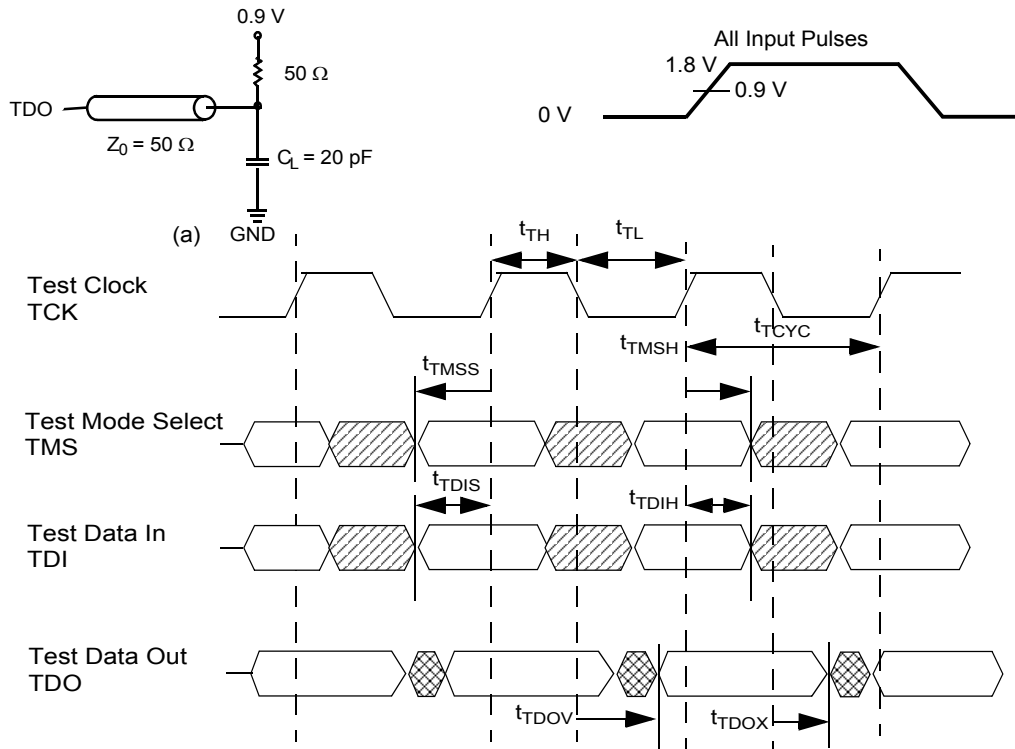 0.9 V
50 Ω
TDO
Z0 = 50 Ω
CL = 20 pF
(a)
GND
All Input Pulses
1.8 V
0.9 V
0 V
tTH
tTL
Test Clock
TCK
tTMSH
tTCYC
tTMSS
Test Mode Select
TMS
tTDIS
tTDIH
Test Data In
TDI
Test Data Out
TDO
tTDOV
tTDOX